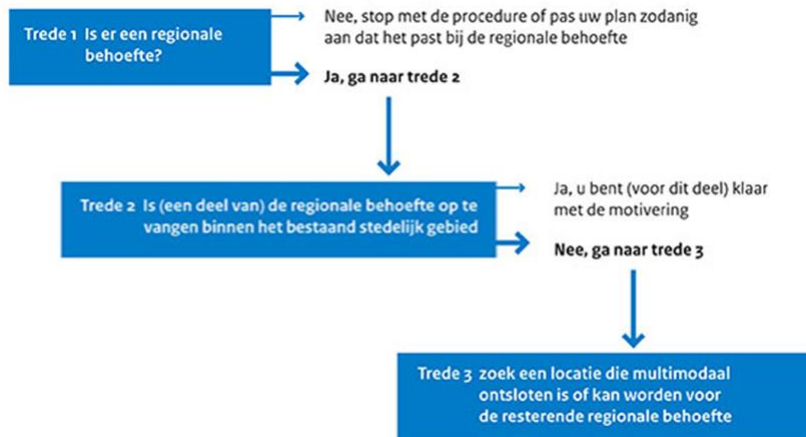 Trede 1 Is er een regionale
behoefte?
Nee, stop met de procedure of pas uw plan zodanig
aan dat het past bij de regionale behoefte
Ja, ga naar trede 2
Trede 2 Is (een deel van) de regionale behoefte op te
vangen binnen het bestaand stedelijk gebied
Ja, u bent (voor dit deel) klaar
met de motivering
Nee, ga naar trede 3
Trede 3 zoek een locatie die multimodaal
ontsloten is of kan worden voor
de resterende regionale behoefte